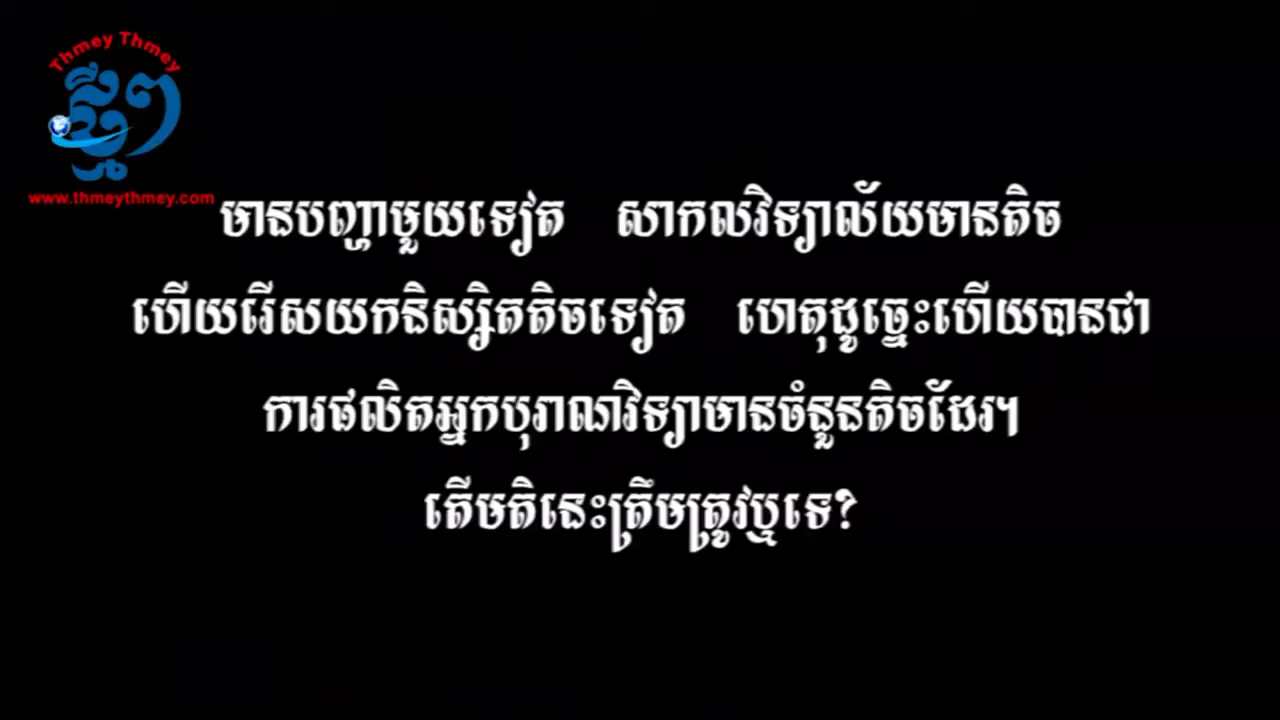 Thmey Thmey
ថ្មីៗ
www.thmeythmey.com
មានបញ្ហាមួយទៀត សាកលវិទ្យាល័យមានតិច
ហើយរើសយកនិស្សិតតិចទៀត ហេតុដូច្នេះហើយបានជា
ការផលិតអ្នកបុរាណវិទ្យាមានចំនួនតិចដែរ។
តើមតិនេះត្រឹមត្រូវឬទេ?